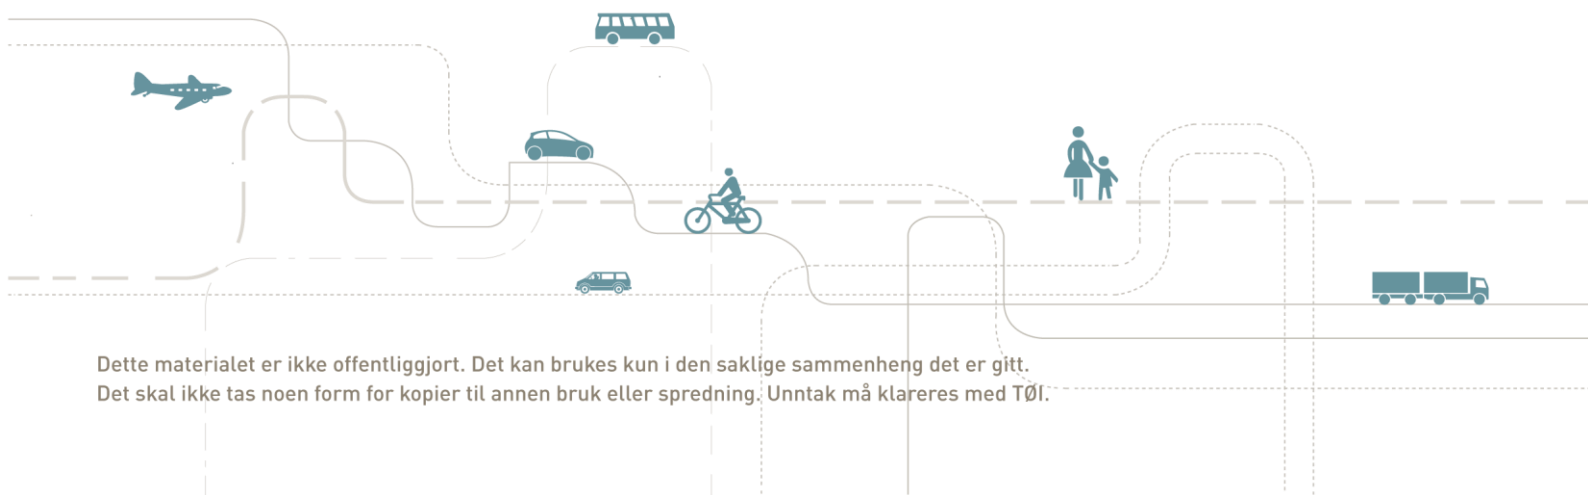 Dette materialet er ikke offentliggjort. Det kan brukes kun i den saklige sammenheng det er gitt.
Det skal ikke tas noen form for kopier til annen bruk eller spredning. Unntak må klareres med TØI.